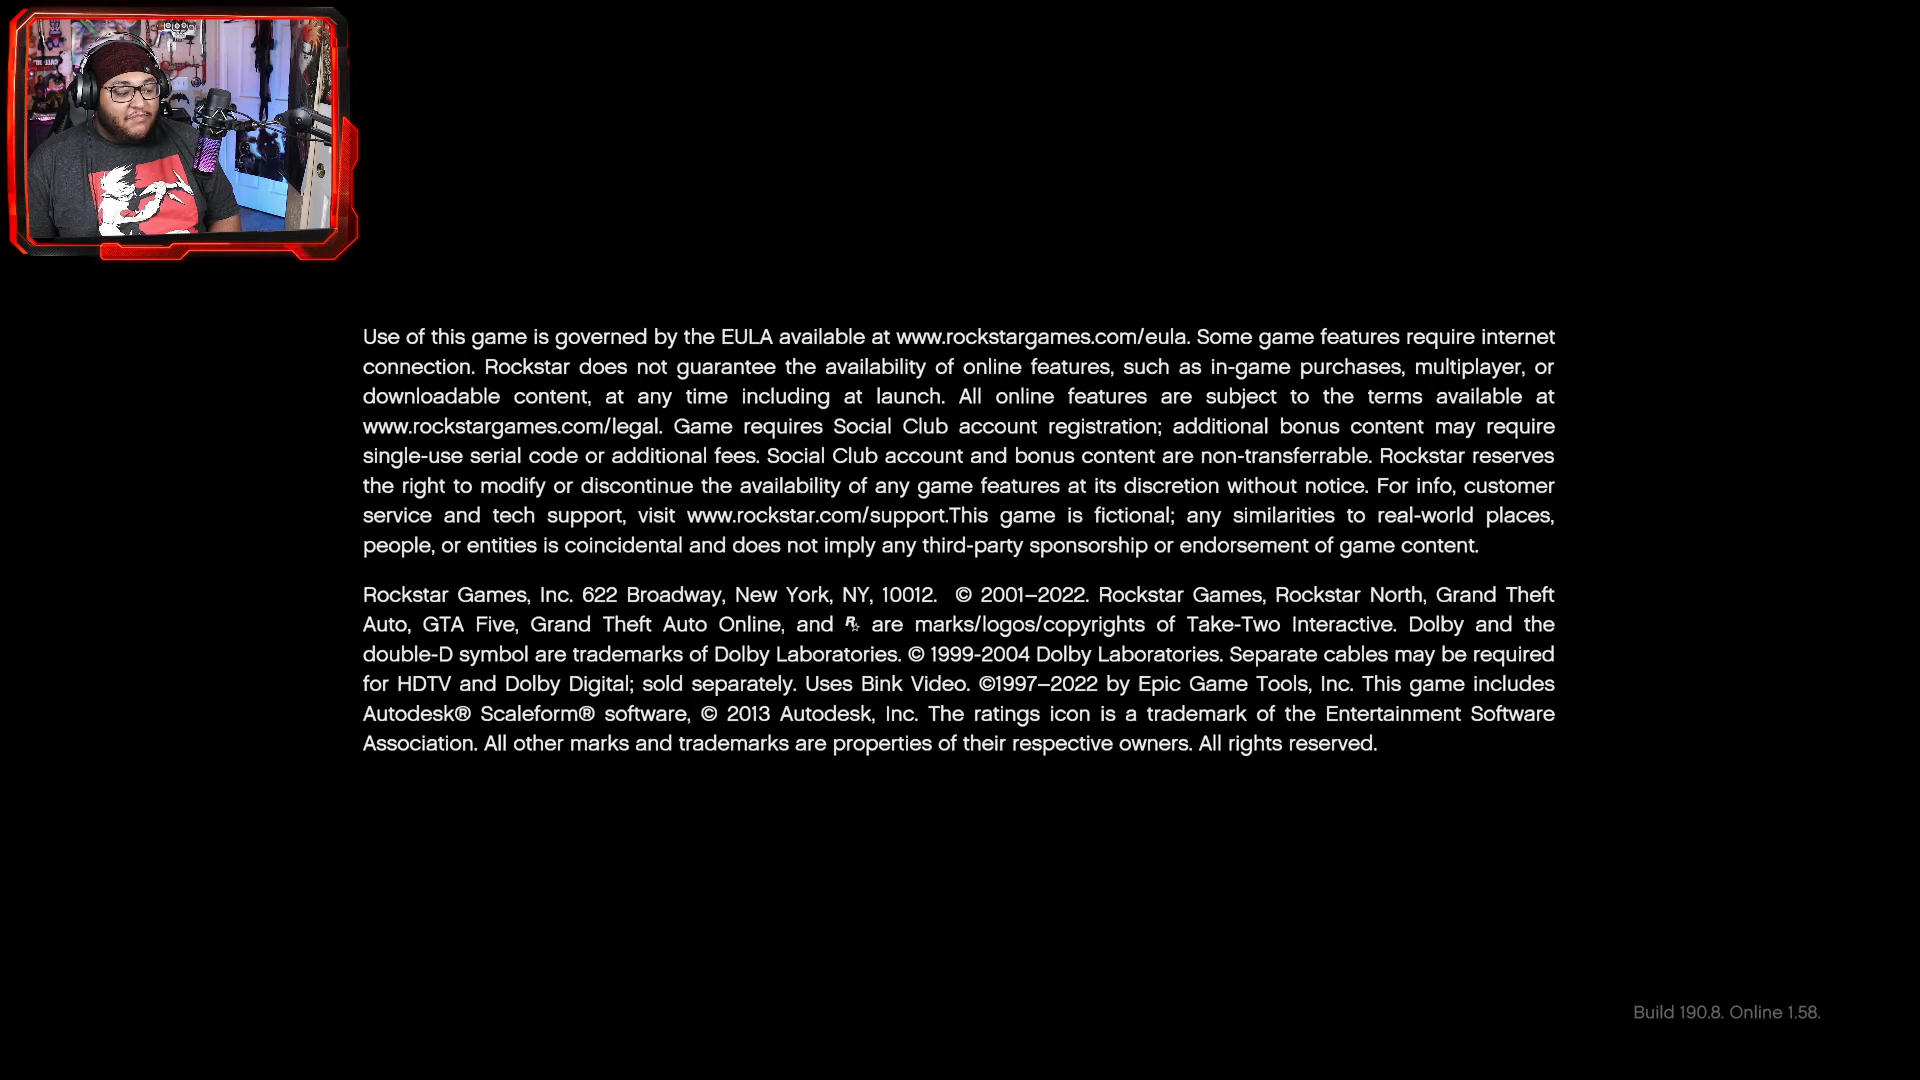 Use of this game is governed by the EULA available at www.rockstargames.com/eula. Some game features require internet
connection. Rockstar does not guarantee the availability of online features, such as in-game purchases, multiplayer, or
downloadable content, at any time including at launch. All online features are subject to the terms available at
www.rockstargames.com/legal. Game requires Social Club account registration; additional bonus content may require
single-use serial code or additional fees. Social Club account and bonus content are non-transferrable. Rockstar reserves
the right to modify or discontinue the availability of any game features at its discretion without notice. For info, customer
service and tech support, visit www.rockstar.com/support.This game is fictional; any similarities to real-world places,
people, or entities is coincidental and does not imply any third-party sponsorship or endorsement of game content.
Rockstar Games, Inc. 622 Broadway, New York, NY, 10012. © 2001–2022. Rockstar Games, Rockstar North, Grand Theft
Auto, GTA Five, Grand Theft Auto Online, and R* are marks/logos/copyrights of Take-Two Interactive. Dolby and the
double-D symbol are trademarks of Dolby Laboratories. © 1999-2004 Dolby Laboratories. Separate cables may be required
for HDTV and Dolby Digital; sold separately. Uses Bink Video. ©1997–2022 by Epic Game Tools, Inc. This game includes
Autodesk® Scaleform® software, © 2013 Autodesk, Inc. The ratings icon is a trademark of the Entertainment Software
Association. All other marks and trademarks are properties of their respective owners. All rights reserved.
Build 190.8. Online 1.58.